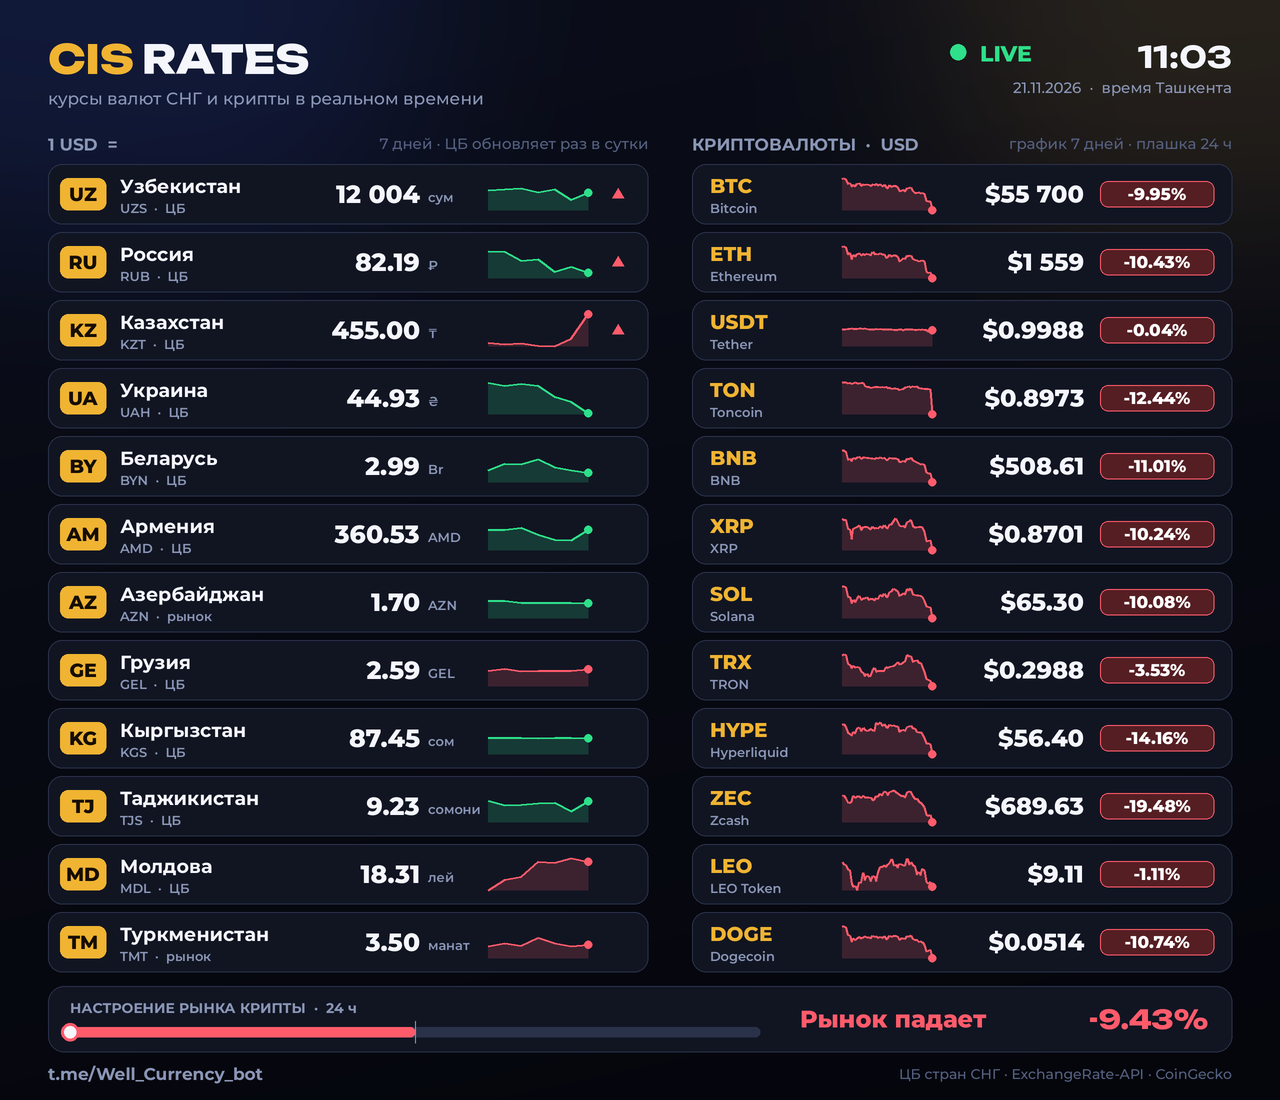 CIS RATES
курсы валют СНГ и крипты в реальном времени
LIVE
11:03
21.11.2026 · время Ташкента
1 USD =
7 дней · ЦБ обновляет раз в сутки
UZ Узбекистан 12 004 сум ▲
UZS · ЦБ
RU Россия 82.19 ₽ ▲
RUB · ЦБ
KZ Казахстан 455.00 ₸ ▲
KZT · ЦБ
UA Украина 44.93 ₴
UAH · ЦБ
BY Беларусь 2.99 Br
BYN · ЦБ
AM Армения 360.53 AMD
AMD · ЦБ
AZ Азербайджан 1.70 AZN
AZN · рынок
GE Грузия 2.59 GEL
GEL · ЦБ
KG Кыргызстан 87.45 сом
KGS · ЦБ
TJ Таджикистан 9.23 сомони
TJS · ЦБ
MD Молдова 18.31 лей
MDL · ЦБ
TM Туркменистан 3.50 манат
TMT · рынок
КРИПТОВАЛЮТЫ · USD
график 7 дней · плашка 24 ч
BTC $55 700 -9.95%
Bitcoin
ETH $1 559 -10.43%
Ethereum
USDT $0.9988 -0.04%
Tether
TON $0.8973 -12.44%
Toncoin
BNB $508.61 -11.01%
BNB
XRP $0.8701 -10.24%
XRP
SOL $65.30 -10.08%
Solana
TRX $0.2988 -3.53%
TRON
HYPE $56.40 -14.16%
Hyperliquid
ZEC $689.63 -19.48%
Zcash
LEO $9.11 -1.11%
LEO Token
DOGE $0.0514 -10.74%
Dogecoin
НАСТРОЕНИЕ РЫНКА КРИПТЫ · 24 ч
Рынок падает -9.43%
t.me/Well_Currency_bot
ЦБ стран СНГ · ExchangeRate-API · CoinGecko